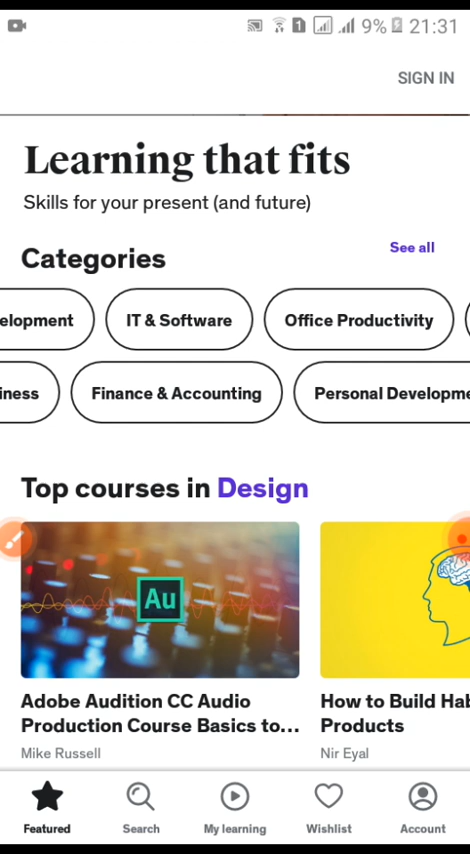 9% 21:31
SIGN IN
Learning that fits
Skills for your present (and future)
Categories
See all
elopment
IT & Software
Office Productivity
iness
Finance & Accounting
Personal Developme
Top courses in Design
Au
Adobe Audition CC Audio
Production Course Basics to...
Mike Russell
How to Build Hab
Products
Nir Eyal
Featured
Search
My learning
Wishlist
Account